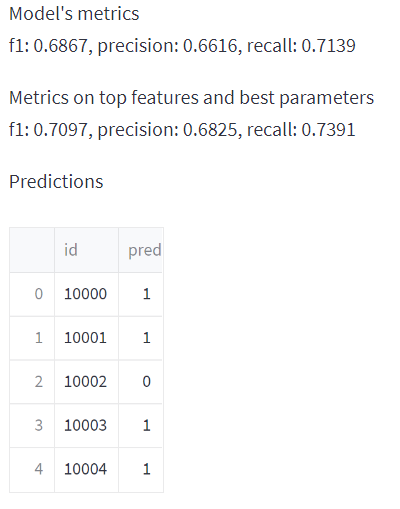 Model's metrics
f1: 0.6867, precision: 0.6616, recall: 0.7139
Metrics on top features and best parameters
f1: 0.7097, precision: 0.6825, recall: 0.7391
Predictions
id pred
0 10000 1
1 10001 1
2 10002 0
3 10003 1
4 10004 1